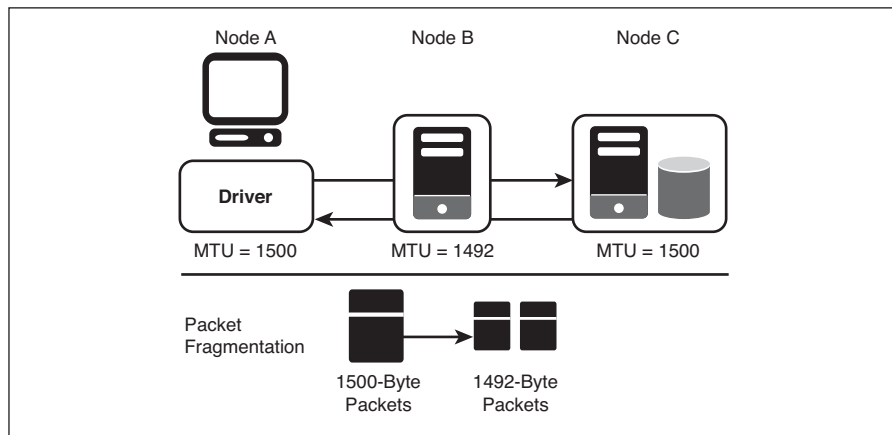 Node A
Node B
Node C
Driver
MTU = 1500
MTU = 1492
MTU = 1500
Packet
Fragmentation
1500-Byte
Packets
1492-Byte
Packets